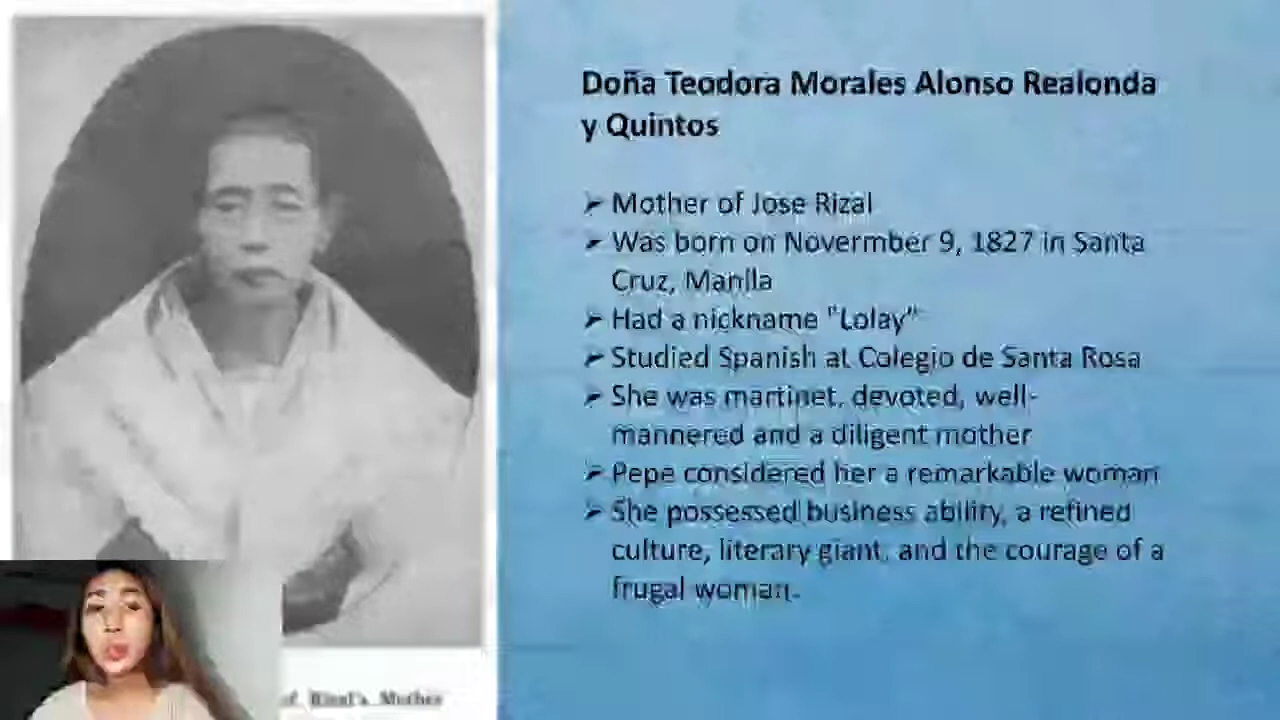 Doña Teodora Morales Alonso Realonda
y Quintos
➢ Mother of Jose Rizal
➢ Was born on Novermber 9, 1827 in Santa
Cruz, Manila
➢ Had a nickname "Lolay"
➢ Studied Spanish at Colegio de Santa Rosa
➢ She was martinet, devoted, well-
mannered and a diligent mother
➢ Pepe considered her a remarkable woman
➢ She possessed business ability, a refined
culture, literary giant, and the courage of a
frugal woman.
of Rizal's Mother